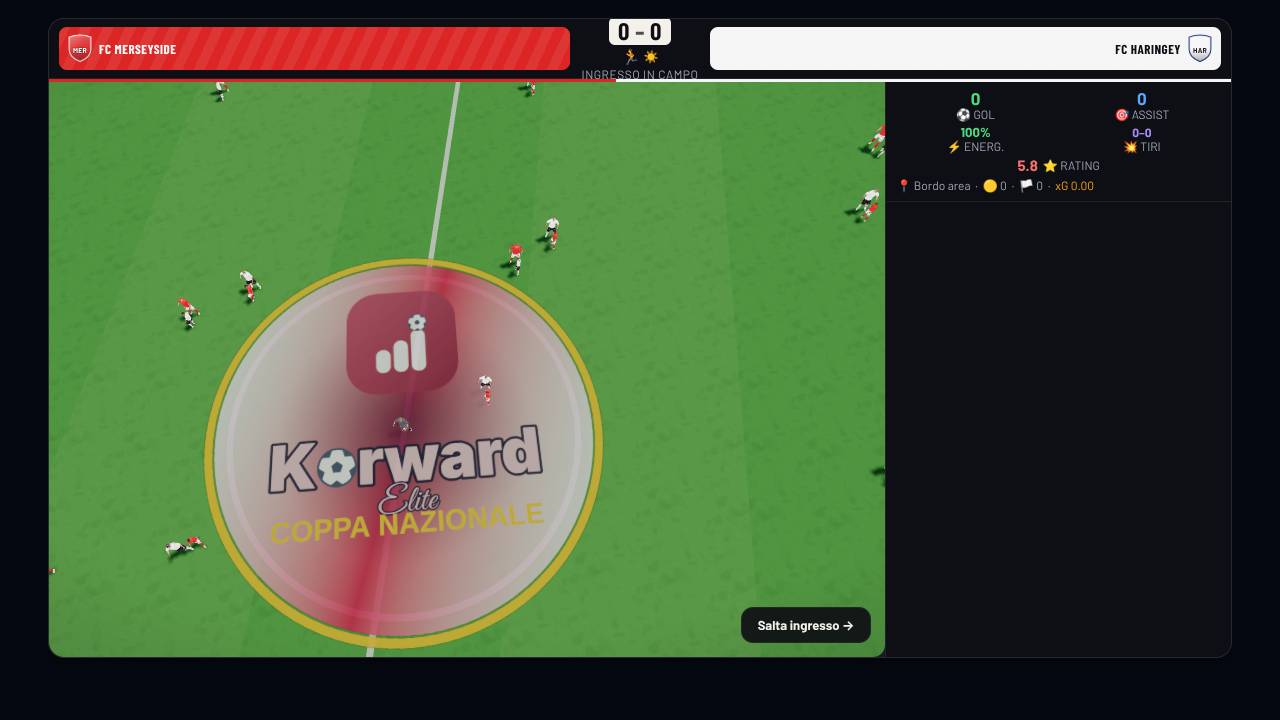 MER FC MERSEYSIDE
0 - 0
INGRESSO IN CAMPO
FC HARINGEY HAR
0
GOL
0
ASSIST
100%
ENERG.
0-0
TIRI
5.8 RATING
Bordo area · 0 · 0 · xG 0.00
Korward
Elite
COPPA NAZIONALE
Salta ingresso →